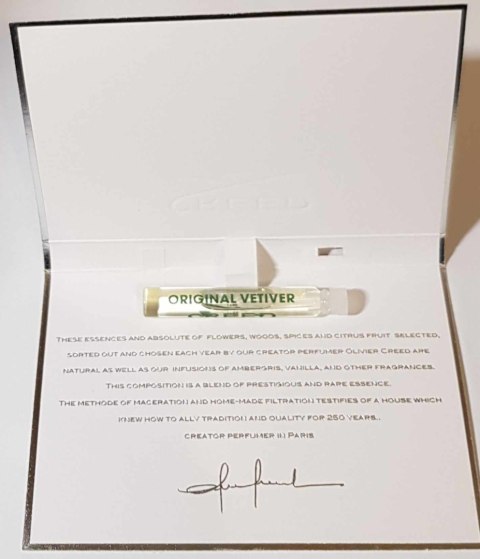 CREED
ORIGINAL VETIVER
CREED
THESE ESSENCES AND ABSOLUTE OF FLOWERS, WOODS, SPICES AND CITRUS FRUIT SELECTED,
SORTED OUT AND CHOSEN EACH YEAR BY OUR CREATOR PERFUMER OLIVIER CREED ARE
NATURAL AS WELL AS OUR INFUSIONS OF AMBERGRIS, VANILLA, AND OTHER FRAGRANCES.
THIS COMPOSITION IS A BLEND OF PRESTIGIOUS AND RARE ESSENCE.
THE METHODE OF MACERATION AND HOME-MADE FILTRATION TESTIFIES OF A HOUSE WHICH
KNEW HOW TO ALLY TRADITION AND QUALITY FOR 250 YEARS..
CREATOR PERFUMER IN PARIS